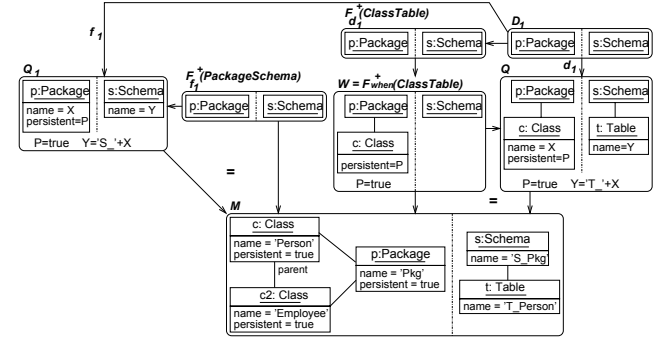 F⁺d₁(ClassTable)
D₁
f₁
p:Package
s:Schema
p:Package
s:Schema
d₁
Q₁
F⁺f₁(PackageSchema)
W = F⁺when(ClassTable)
Q
p:Package
s:Schema
name = X
persistent=P
name = Y
P=true Y='S_'+X
p:Package
s:Schema
p:Package
s:Schema
c: Class
persistent=P
P=true
p:Package
s:Schema
c: Class
name = X
persistent=P
t: Table
name=Y
P=true Y='T_'+X
=
=
M
c: Class
name = 'Person'
persistent = true
parent
c2: Class
name = 'Employee'
persistent = true
p:Package
name = 'Pkg'
persistent = true
s:Schema
name = 'S_Pkg'
t: Table
name = 'T_Person'